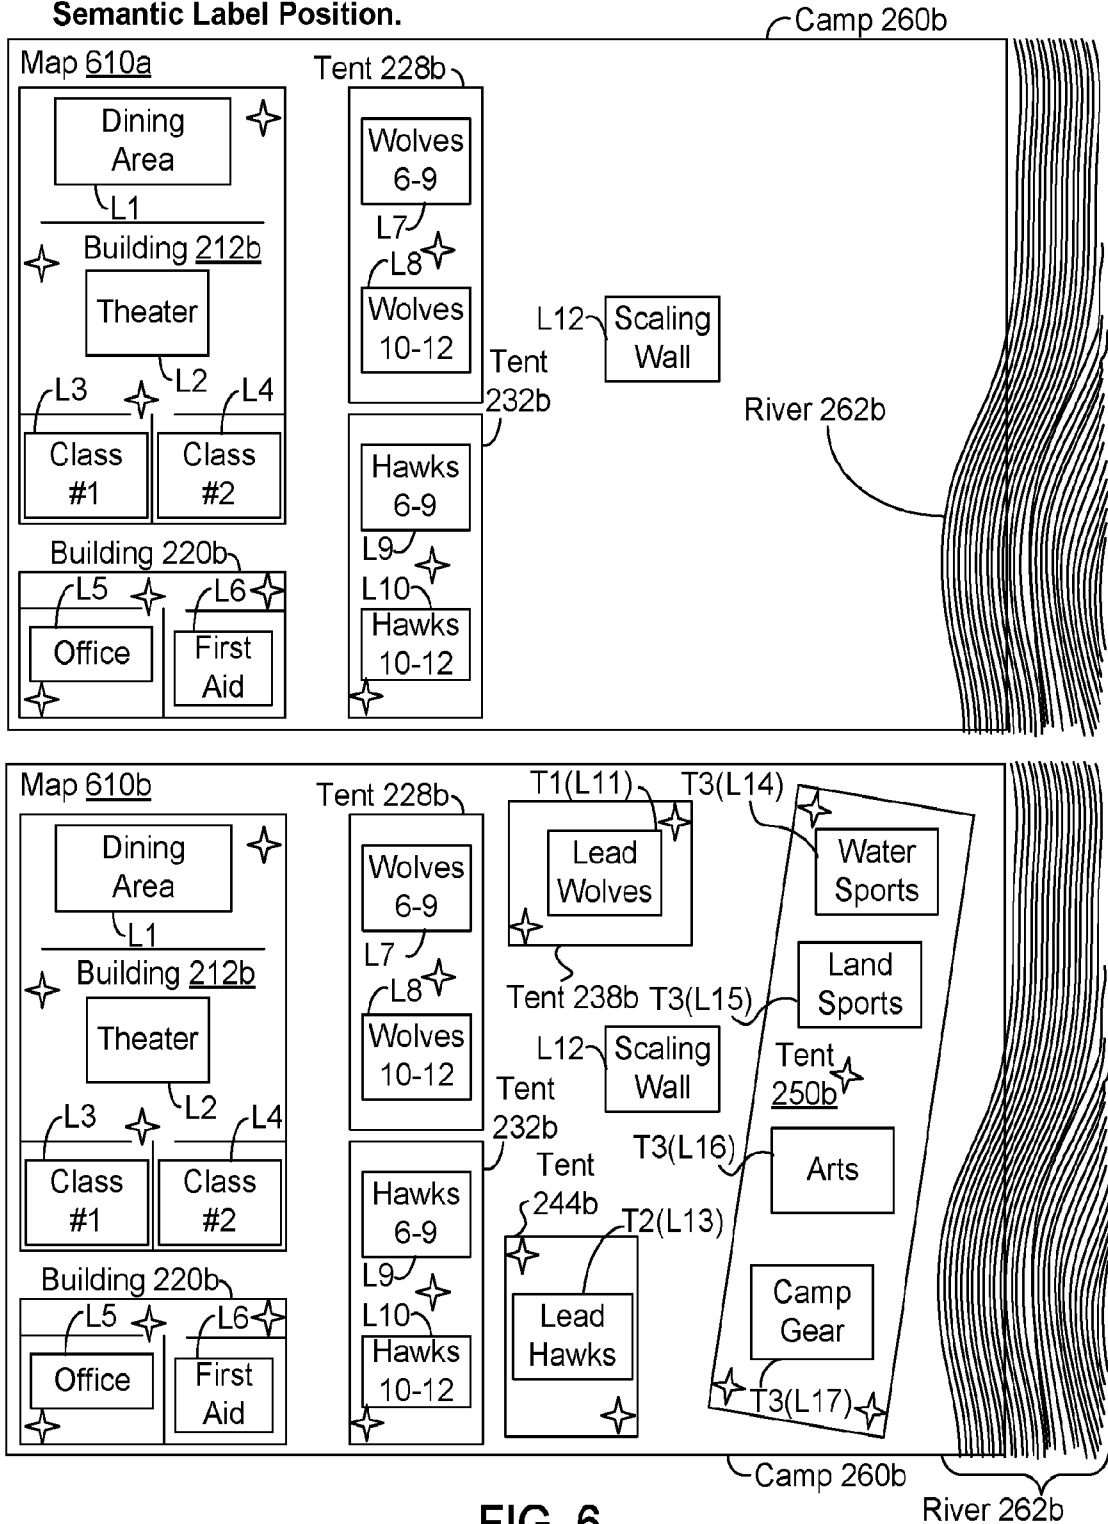 Semantic Label Position.
Camp 260b
Map 610a
Tent 228b
Dining
Area
L1
Wolves
6-9
L7
Building 212b
L8
Theater
Wolves
10-12
L12
Scaling
Wall
L2
Tent
232b
L3
L4
River 262b
Class
#1
Class
#2
Hawks
6-9
L9
Building 220b
L5
L6
L10
Office
First
Aid
Hawks
10-12
Map 610b
Tent 228b
T1(L11)
T3(L14)
Dining
Area
L1
Wolves
6-9
L7
Lead
Wolves
Water
Sports
Building 212b
L8
Tent 238b
T3(L15)
Land
Sports
Theater
Wolves
10-12
L12
Scaling
Wall
Tent
250b
L2
Tent
232b
L3
L4
T3(L16)
Arts
Class
#1
Class
#2
Hawks
6-9
L9
Tent
244b
T2(L13)
Building 220b
L5
L6
L10
Lead
Hawks
Camp
Gear
Office
First
Aid
Hawks
10-12
T3(L17)
Camp 260b
River 262b
FIG. 6